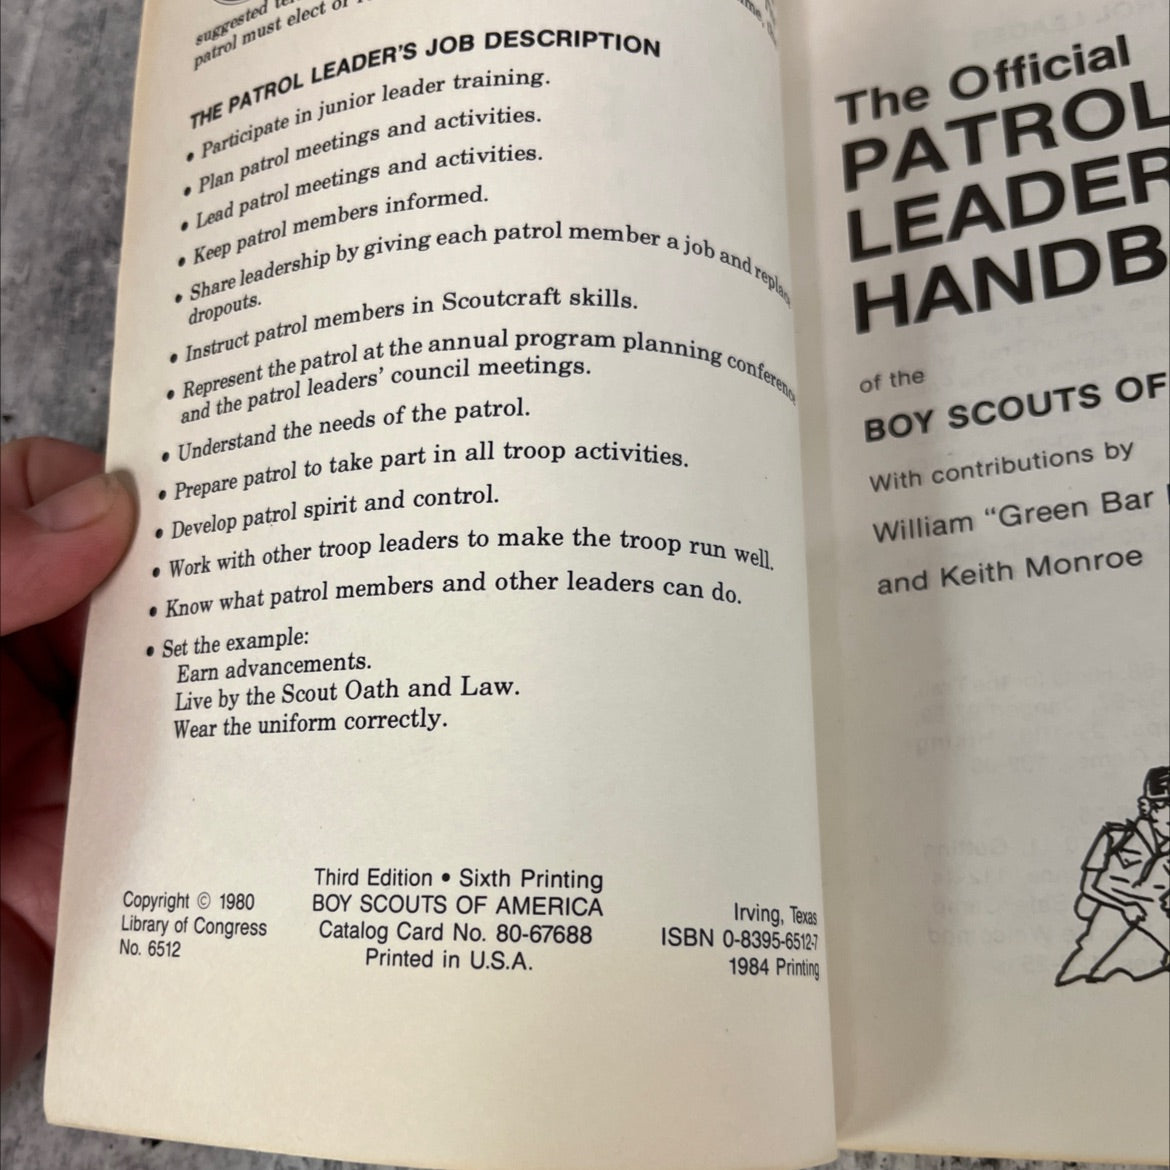 suggested
patrol must elect or
THE PATROL LEADER'S JOB DESCRIPTION
• Participate in junior leader training.
• Plan patrol meetings and activities.
• Lead patrol meetings and activities.
• Keep patrol members informed.
• Share leadership by giving each patrol member a job and replac
dropouts.
• Instruct patrol members in Scoutcraft skills.
• Represent the patrol at the annual program planning conferenc
and the patrol leaders' council meetings.
• Understand the needs of the patrol.
• Prepare patrol to take part in all troop activities.
• Develop patrol spirit and control.
• Work with other troop leaders to make the troop run well.
• Know what patrol members and other leaders can do.
• Set the example:
Earn advancements.
Live by the Scout Oath and Law.
Wear the uniform correctly.
Copyright © 1980
Library of Congress
No. 6512
Third Edition • Sixth Printing
BOY SCOUTS OF AMERICA
Catalog Card No. 80-67688
Printed in U.S.A.
Irving, Texas
ISBN 0-8395-6512-7
1984 Printing
The Official
PATROL
LEADER
HANDB
of the
BOY SCOUTS OF
With contributions by
William "Green Bar
and Keith Monroe